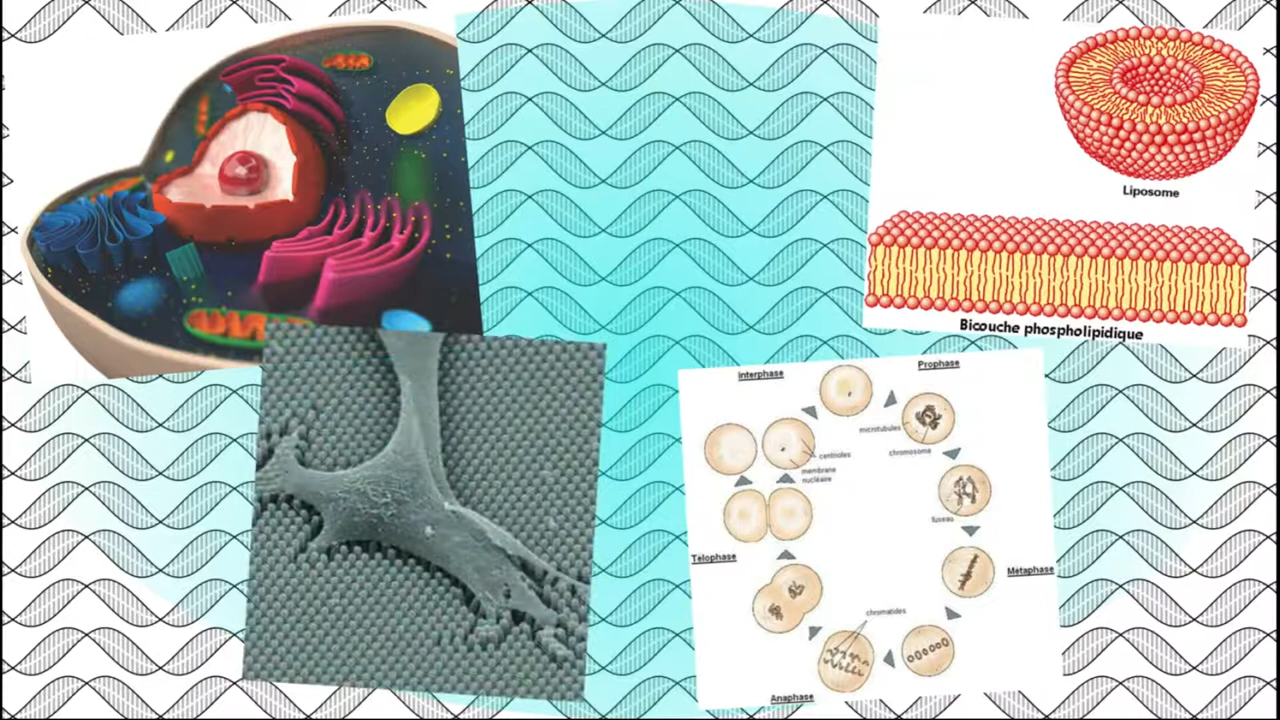 Liposome
Bicouche phospholipidique
interphase
Prophase
microtubules
chromosome
centrioles
membrane
nucléaire
fuseau
Télophase
Métaphase
chromatides
Anaphase